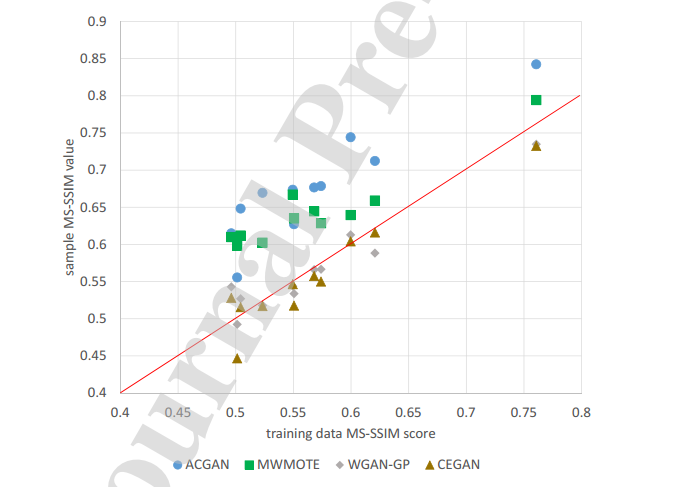 0.9
0.85
0.8
0.75
0.7
0.65
0.6
0.55
0.5
0.45
0.4
sample MS-SSIM value
0.4 0.45 0.5 0.55 0.6 0.65 0.7 0.75 0.8
training data MS-SSIM score
ACGAN MWMOTE WGAN-GP CEGAN
ournal Pre